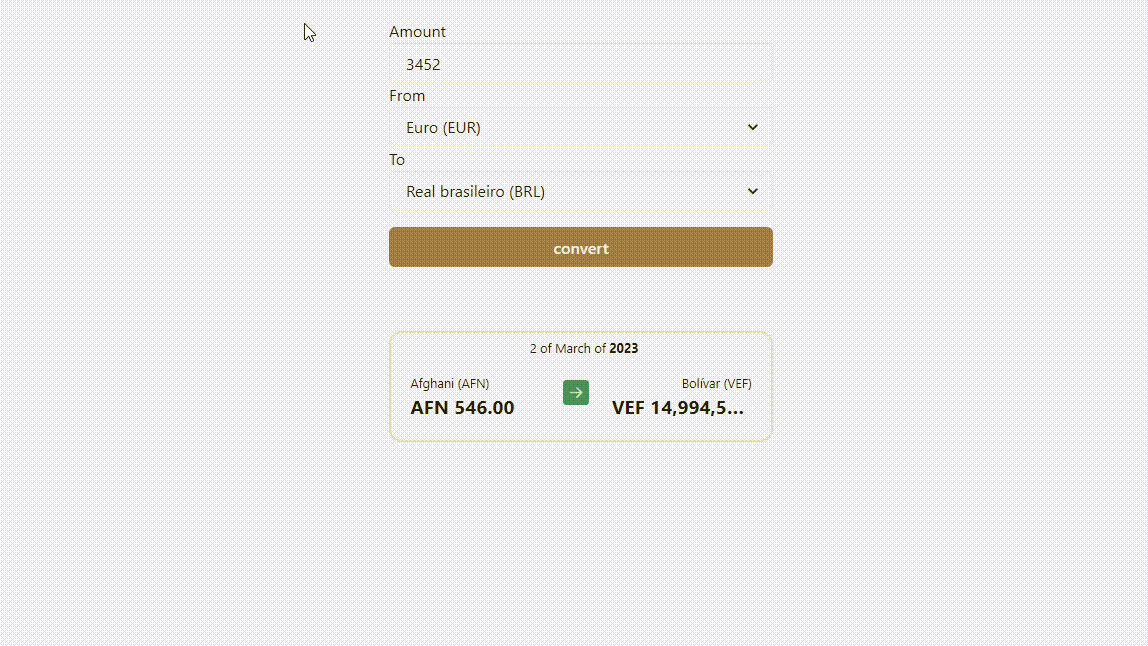 Amount
3452
From
Euro (EUR)
To
Real brasileiro (BRL)
convert
2 of March of 2023
Afghani (AFN)
Bolívar (VEF)
AFN 546.00
VEF 14,994,5...